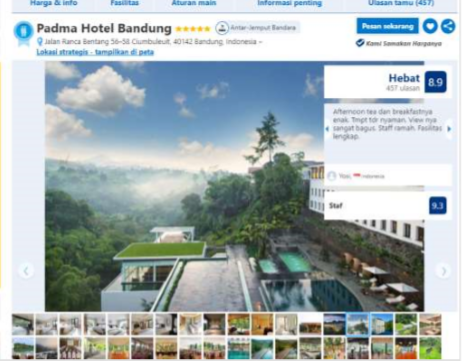 Harga & info Fasilitas Aturan main Informasi penting Ulasan tamu (457)
Padma Hotel Bandung Antar-jemput Bandara Pesan sekarang
Jalan Ranca Bentang 56-58 Ciumbuleuit, 40142 Bandung, Indonesia –
Lokasi strategis - tampilkan di peta
Kami Samakan Harganya
Hebat 8.9
457 ulasan
Afternoon tea dan breakfastnya
enak. Tmpt tdr nyaman. View nya
sangat bagus. Staff ramah. Fasilitas
lengkap.
Indonesia
Staf 9.3